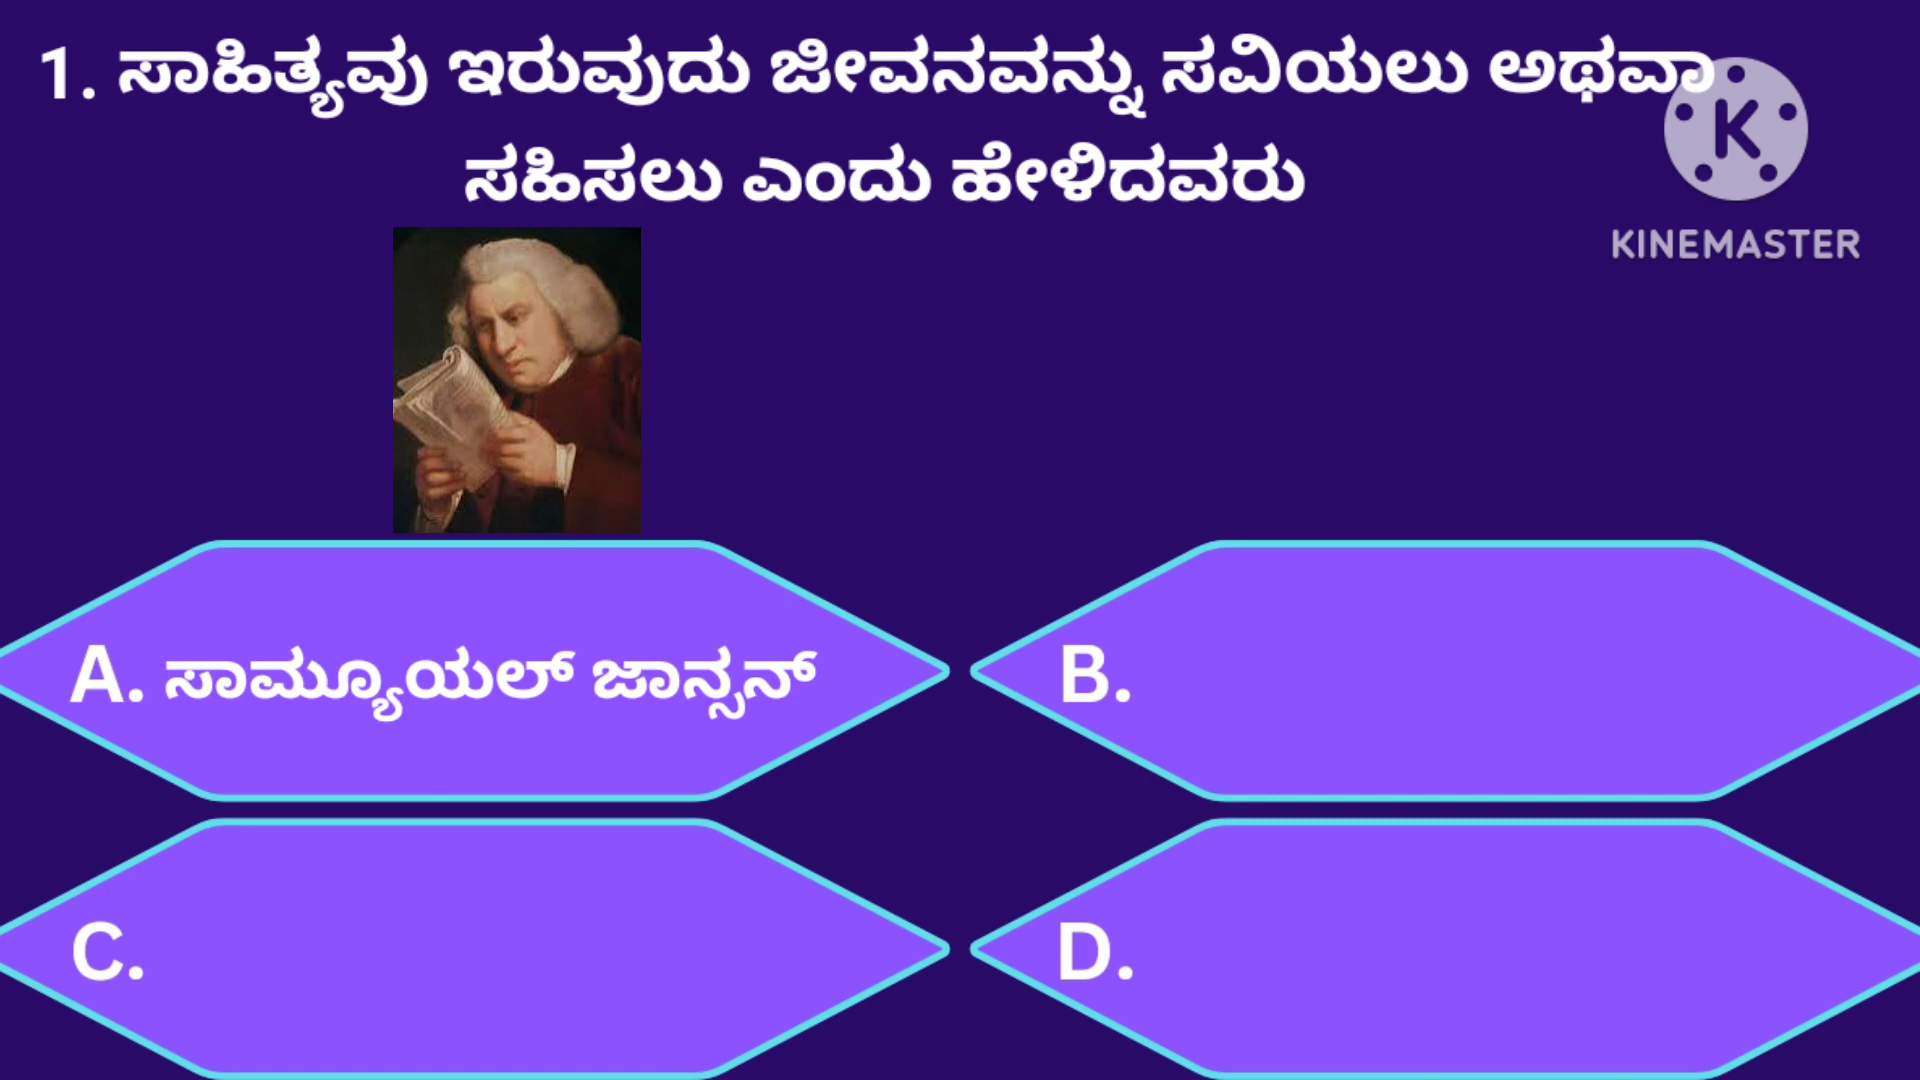 1. ಸಾಹಿತ್ಯವು ಇರುವುದು ಜೀವನವನ್ನು ಸವಿಯಲು ಅಥವಾ
ಸಹಿಸಲು ಎಂದು ಹೇಳಿದವರು
K
KINEMASTER
A. ಸಾಮ್ಯೂಯಲ್ ಜಾನ್ಸನ್
B.
C.
D.